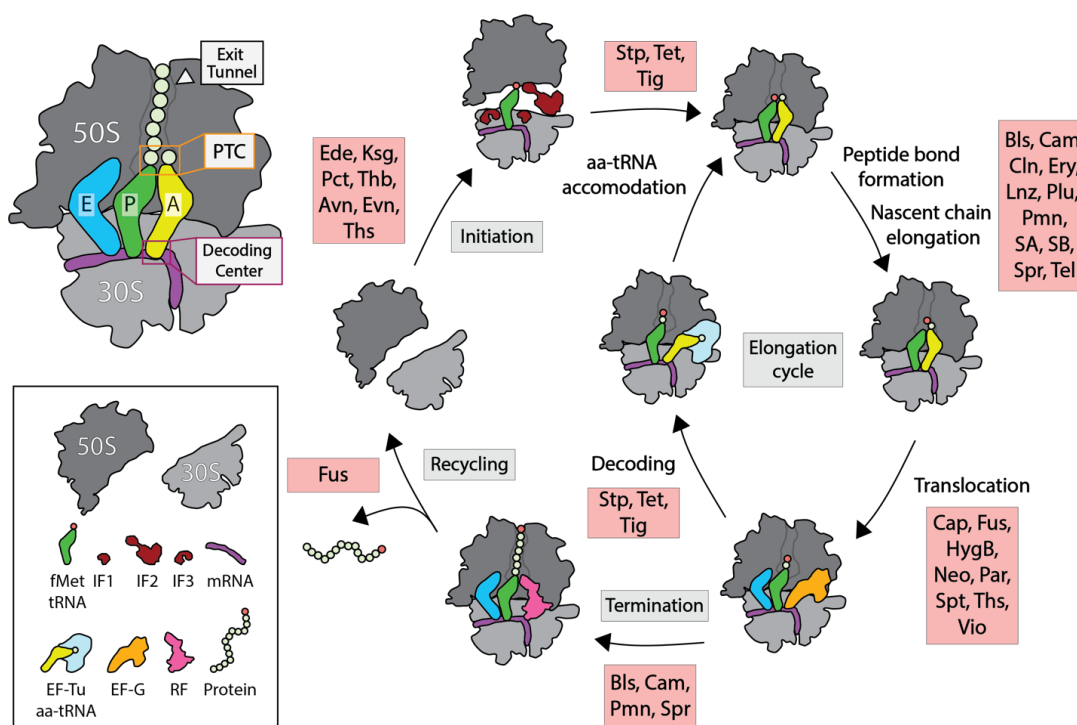 Exit
Tunnel
50S
PTC
E
P
A
Decoding
Center
30S
50S
30S
fMet
tRNA
IF1
IF2
IF3
mRNA
EF-Tu
aa-tRNA
EF-G
RF
Protein
Ede, Ksg,
Pct, Thb,
Avn, Evn,
Ths
Initiation
Stp, Tet,
Tig
aa-tRNA
accomodation
Peptide bond
formation
Nascent chain
elongation
Bls, Cam,
Cln, Ery,
Lnz, Plu,
Pmn,
SA, SB,
Spr, Tel
Elongation
cycle
Translocation
Cap, Fus,
HygB,
Neo, Par,
Spt, Ths,
Vio
Decoding
Stp, Tet,
Tig
Termination
Bls, Cam,
Pmn, Spr
Recycling
Fus